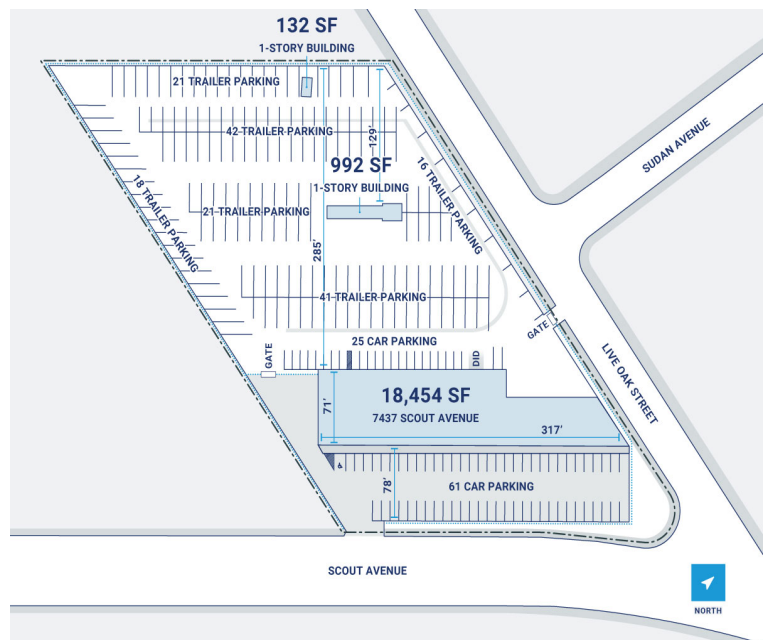 132 SF
1-STORY BUILDING
21 TRAILER PARKING
42 TRAILER PARKING
129'
SUDAN AVENUE
992 SF
1-STORY BUILDING
18 TRAILER PARKING
16 TRAILER PARKING
21 TRAILER PARKING
285'
41 TRAILER PARKING
GATE
25 CAR PARKING
GATE
DID
LIVE OAK STREET
18,454 SF
7437 SCOUT AVENUE
71'
317'
78'
61 CAR PARKING
SCOUT AVENUE
NORTH